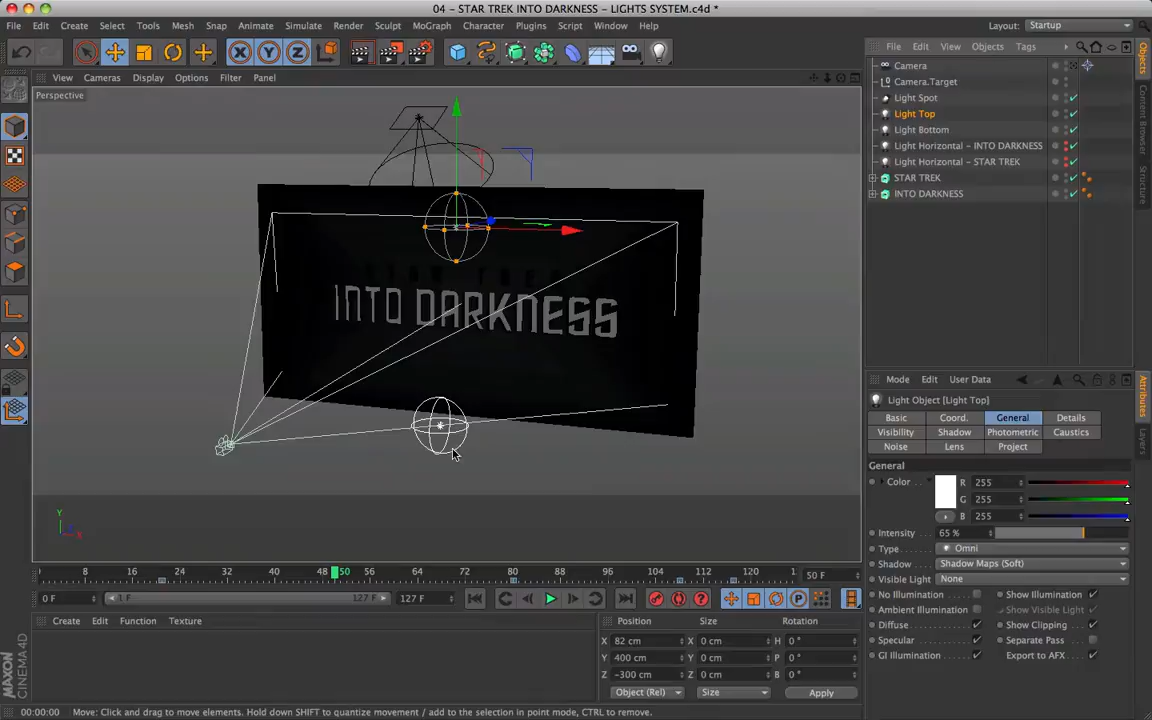 04 – STAR TREK INTO DARKNESS – LIGHTS SYSTEM.c4d *
File Edit Create Select Tools Mesh Snap Animate Simulate Render Sculpt MoGraph Character Plugins Script Window Help Layout: Startup
View Cameras Display Options Filter Panel
File Edit View Objects Tags
Perspective
Camera
Camera.Target
Light Spot
Light Top
Light Bottom
Light Horizontal – INTO DARKNESS
Light Horizontal – STAR TREK
STAR TREK
INTO DARKNESS
Objects
Content Browser
Structure
INTO DARKNESS
Y
X
Mode Edit User Data
Light Object [Light Top]
Basic Coord. General Details
Visibility Shadow Photometric Caustics
Noise Lens Project
General
Color R 255
G 255
B 255
Intensity 65 %
Type Omni
Shadow Shadow Maps (Soft)
Visible Light None
No Illumination Show Illumination
Ambient Illumination Show Visible Light
Diffuse Show Clipping
Specular Separate Pass
GI Illumination Export to AFX
Attributes
Layers
8 16 24 32 40 50 56 64 72 80 88 96 104 112 120 1 50 F
0 F 1 F 127 F 127 F
Create Edit Function Texture
Position Size Rotation
X 82 cm X 0 cm H 0 °
Y 400 cm Y 0 cm P 0 °
Z –300 cm Z 0 cm B 0 °
Object (Rel) Size Apply
MAXON
CINEMA 4D
00:00:00 Move: Click and drag to move elements. Hold down SHIFT to quantize movement / add to the selection in point mode, CTRL to remove.